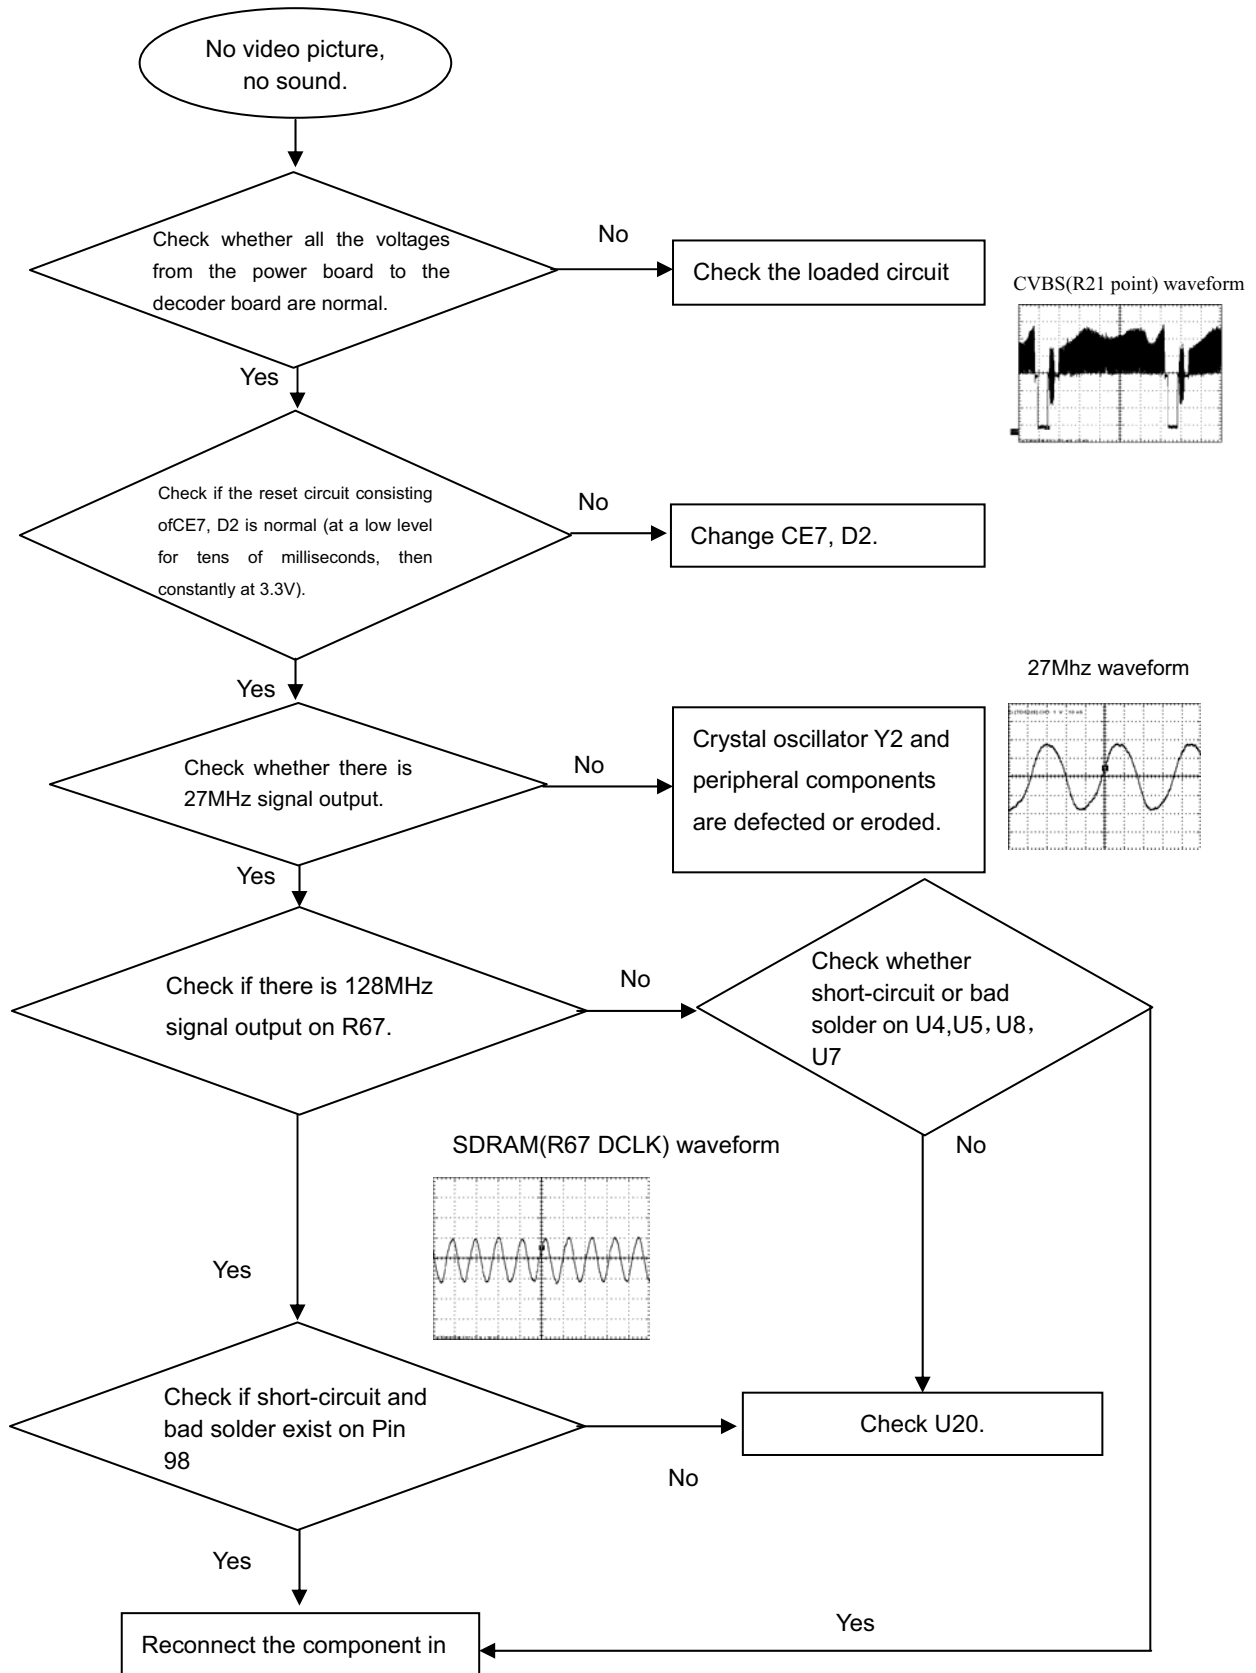 No video picture,
no sound.
Check whether all the voltages
from the power board to the
decoder board are normal.
No
Check the loaded circuit
CVBS(R21 point) waveform
Yes
Check if the reset circuit consisting
ofCE7, D2 is normal (at a low level
for tens of milliseconds, then
constantly at 3.3V).
No
Change CE7, D2.
Yes
27Mhz waveform
Check whether there is
27MHz signal output.
No
Crystal oscillator Y2 and
peripheral components
are defected or eroded.
Yes
Check if there is 128MHz
signal output on R67.
No
Check whether
short-circuit or bad
solder on U4,U5，U8，
U7
No
SDRAM(R67 DCLK) waveform
Yes
Check if short-circuit and
bad solder exist on Pin
98
No
Check U20.
Yes
Yes
Reconnect the component in